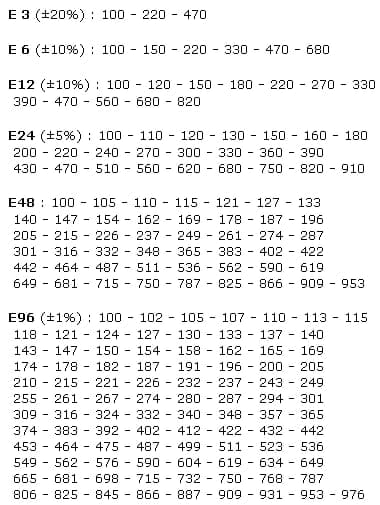 E 3 (±20%) : 100 - 220 - 470
E 6 (±10%) : 100 - 150 - 220 - 330 - 470 - 680
E12 (±10%) : 100 - 120 - 150 - 180 - 220 - 270 - 330
390 - 470 - 560 - 680 - 820
E24 (±5%) : 100 - 110 - 120 - 130 - 150 - 160 - 180
200 - 220 - 240 - 270 - 300 - 330 - 360 - 390
430 - 470 - 510 - 560 - 620 - 680 - 750 - 820 - 910
E48 : 100 - 105 - 110 - 115 - 121 - 127 - 133
140 - 147 - 154 - 162 - 169 - 178 - 187 - 196
205 - 215 - 226 - 237 - 249 - 261 - 274 - 287
301 - 316 - 332 - 348 - 365 - 383 - 402 - 422
442 - 464 - 487 - 511 - 536 - 562 - 590 - 619
649 - 681 - 715 - 750 - 787 - 825 - 866 - 909 - 953
E96 (±1%) : 100 - 102 - 105 - 107 - 110 - 113 - 115
118 - 121 - 124 - 127 - 130 - 133 - 137 - 140
143 - 147 - 150 - 154 - 158 - 162 - 165 - 169
174 - 178 - 182 - 187 - 191 - 196 - 200 - 205
210 - 215 - 221 - 226 - 232 - 237 - 243 - 249
255 - 261 - 267 - 274 - 280 - 287 - 294 - 301
309 - 316 - 324 - 332 - 340 - 348 - 357 - 365
374 - 383 - 392 - 402 - 412 - 422 - 432 - 442
453 - 464 - 475 - 487 - 499 - 511 - 523 - 536
549 - 562 - 576 - 590 - 604 - 619 - 634 - 649
665 - 681 - 698 - 715 - 732 - 750 - 768 - 787
806 - 825 - 845 - 866 - 887 - 909 - 931 - 953 - 976